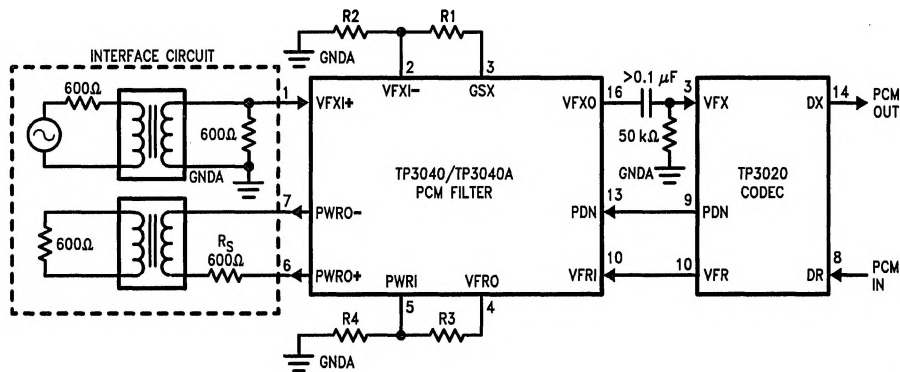 R2
R1
GNDA
INTERFACE CIRCUIT
600Ω
1
2
3
VFXI+
VFXI−
GSX
VFXO
16
>0.1 μF
3
VFX
DX
14
PCM
OUT
600Ω
50 kΩ
GNDA
GNDA
TP3040/TP3040A
PCM FILTER
TP3020
CODEC
7
PWRO−
PDN
13
9
PDN
600Ω
RS
600Ω
6
PWRO+
VFRI
10
10
VFR
DR
8
PCM
IN
PWRI
VFRO
5
4
R4
R3
GNDA